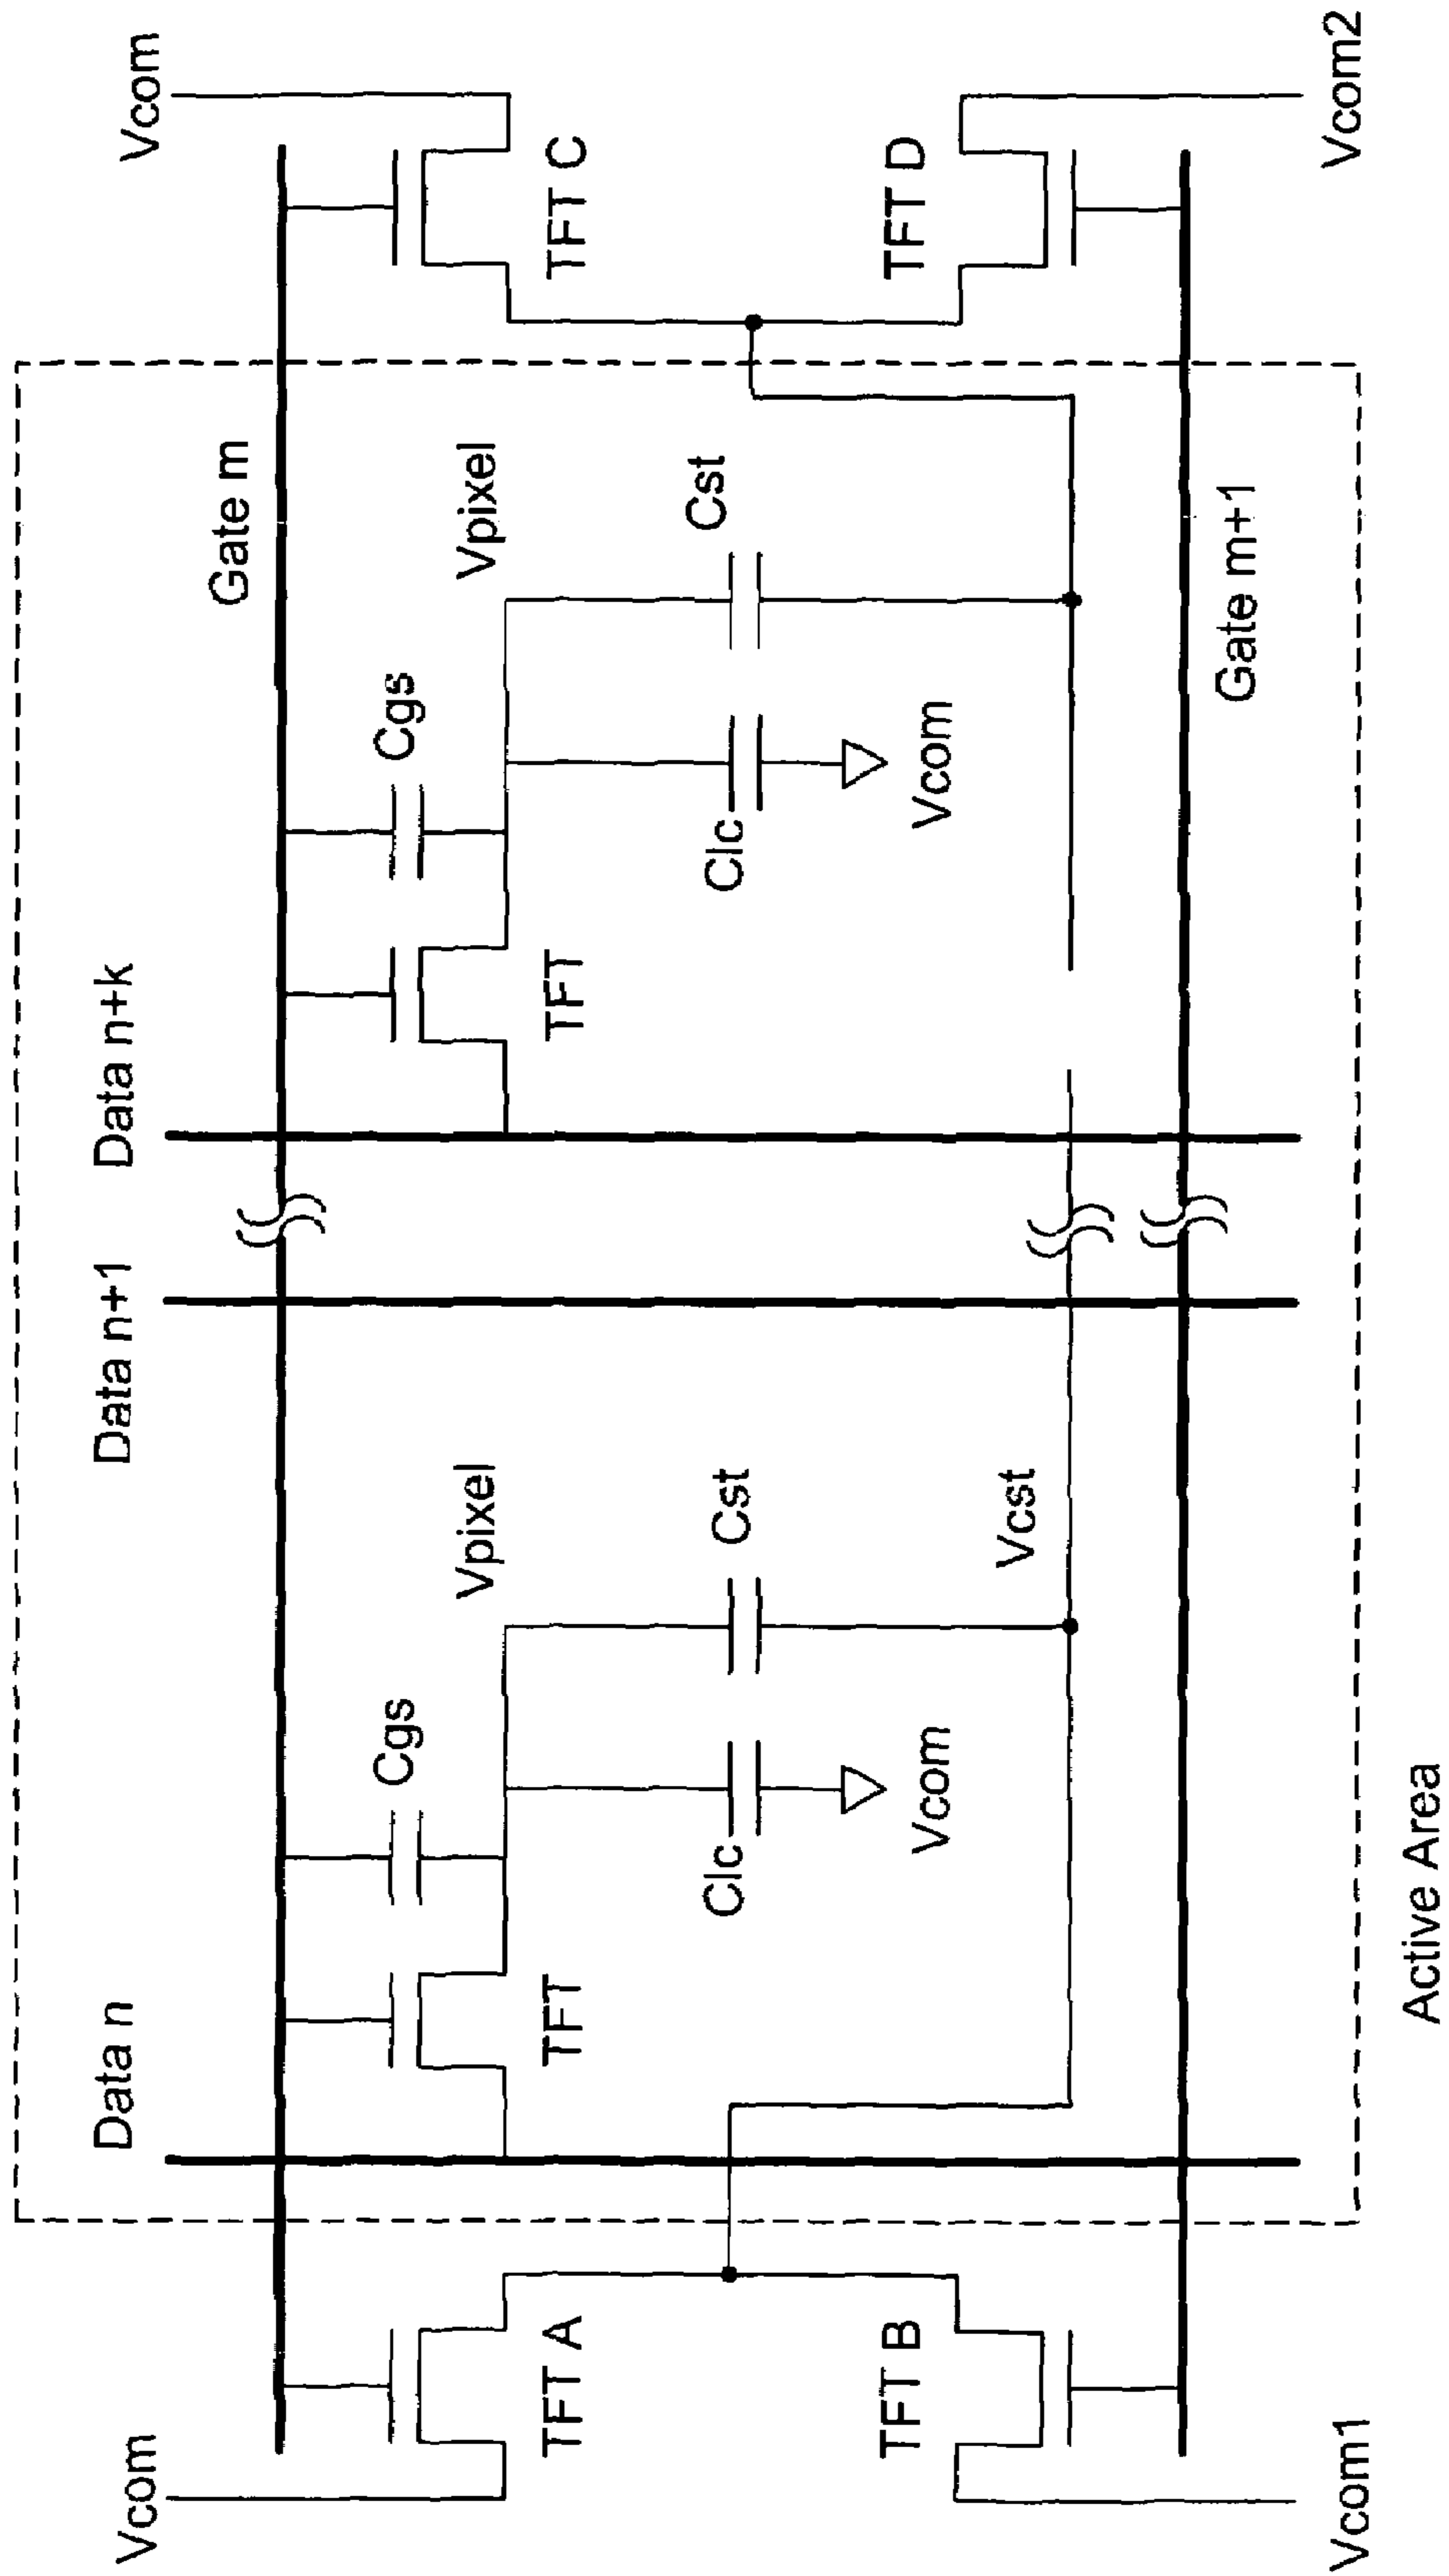 Data n
Data n+1
Data n+k
Vcom
Vcom
Gate m
Cgs
Cgs
Vpixel
Vpixel
TFT A
TFT
TFT
TFT C
Clc
Cst
Clc
Cst
TFT B
Vcom
Vcst
Vcom
TFT D
Gate m+1
Vcom1
Vcom2
Active Area